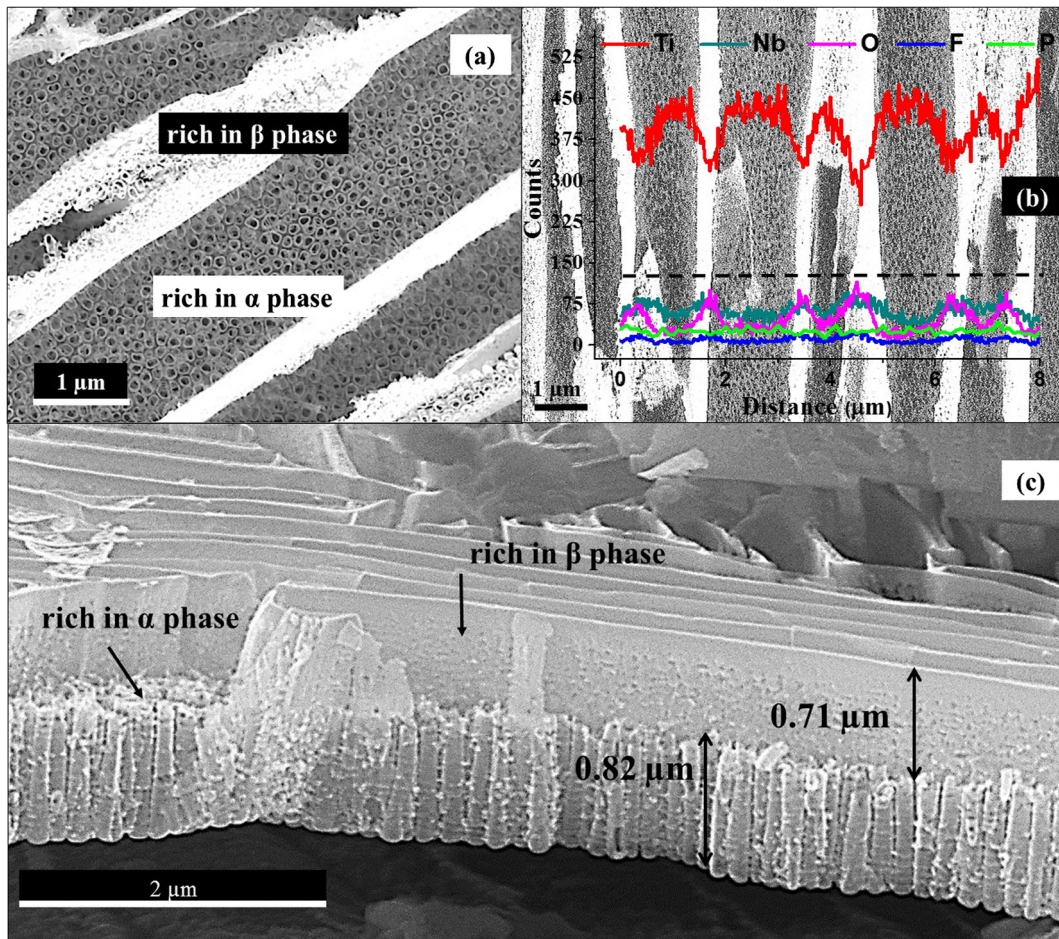 (a)
rich in β phase
rich in α phase
1 μm
Ti Nb O F P
525
450
375
300
225
150
75
0
Counts
(b)
0 2 4 6 8
1 μm
Distance (μm)
(c)
rich in β phase
rich in α phase
0.71 μm
0.82 μm
2 μm